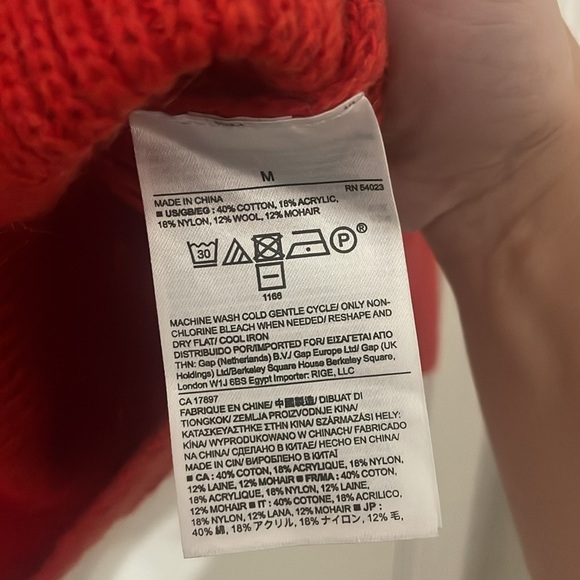 M
RN 54023
MADE IN CHINA
■ US/GB/EG : 40% COTTON, 18% ACRYLIC,
18% NYLON, 12% WOOL, 12% MOHAIR
30 P ®
1166
MACHINE WASH COLD GENTLE CYCLE/ ONLY NON-
CHLORINE BLEACH WHEN NEEDED/ RESHAPE AND
DRY FLAT/ COOL IRON
DISTRIBUIDO POR/IMPORTED FOR/ ΕΙΣΑΓΕΤΑΙ ΑΠΟ
ΤΗΝ: Gap (Netherlands) B.V./ Gap Europe Ltd/ Gap (UK
Holdings) Ltd/Berkeley Square House Berkeley Square,
London W1J 6BS Egypt Importer: RIGE, LLC
CA 17897
FABRIQUÉ EN CHINE/ 中國製造/ DIBUAT DI
TIONGKOK/ ZEMLJA PROIZVODNJE KINA/
ΚΑΤΑΣΚΕΥΑΣΤΗΚΕ ΣΤΗΝ ΚΙΝΑ/ SZÁRMAZÁSI HELY:
KÍNA/ WYPRODUKOWANO W CHINACH/ FABRICADO
NA CHINA/ СДЕЛАНО В КИТАЕ/ HECHO EN CHINA/
MADE IN CIN/ ВИРОБЛЕНО В КИТАЇ
■ CA : 40% COTON, 18% ACRYLIQUE, 18% NYLON,
12% LAINE, 12% MOHAIR ■ FR/MA : 40% COTON,
18% ACRYLIQUE, 18% NYLON, 12% LAINE,
12% MOHAIR ■ IT : 40% COTONE, 18% ACRILICO,
18% NYLON, 12% LANA, 12% MOHAIR ■ JP :
40% 綿, 18% アクリル, 18% ナイロン, 12% 毛,